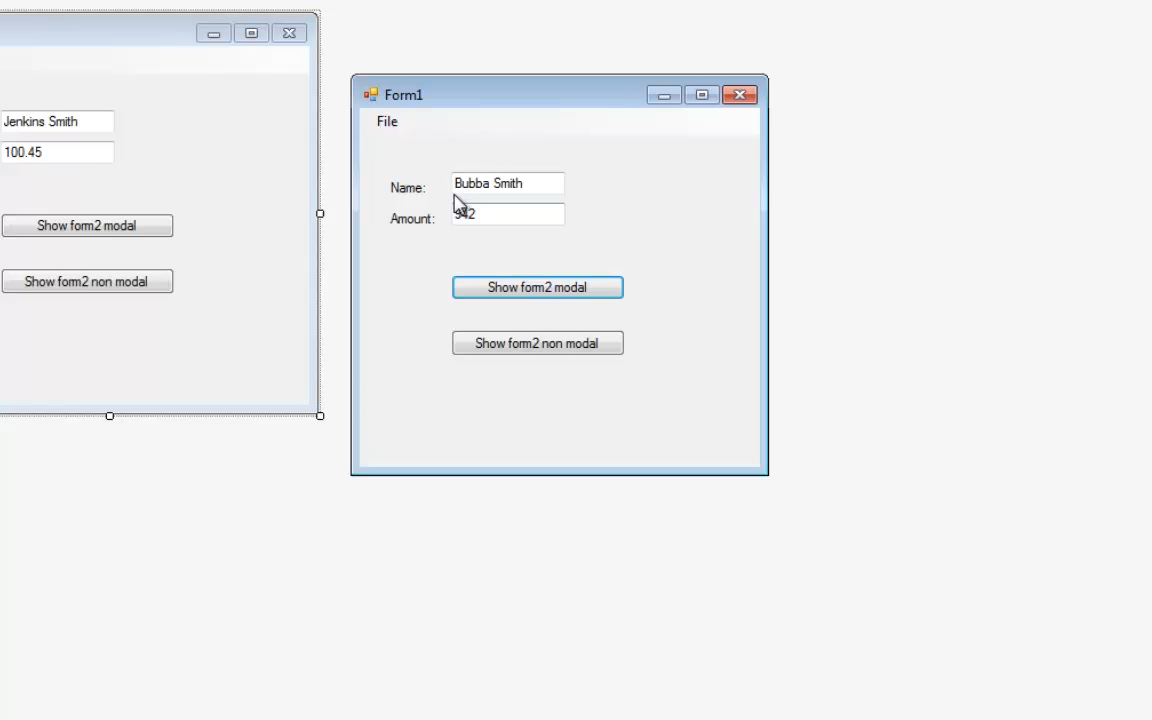 Jenkins Smith
100.45
Show form2 modal
Show form2 non modal
Form1
File
Name:
Bubba Smith
Amount:
Show form2 modal
Show form2 non modal